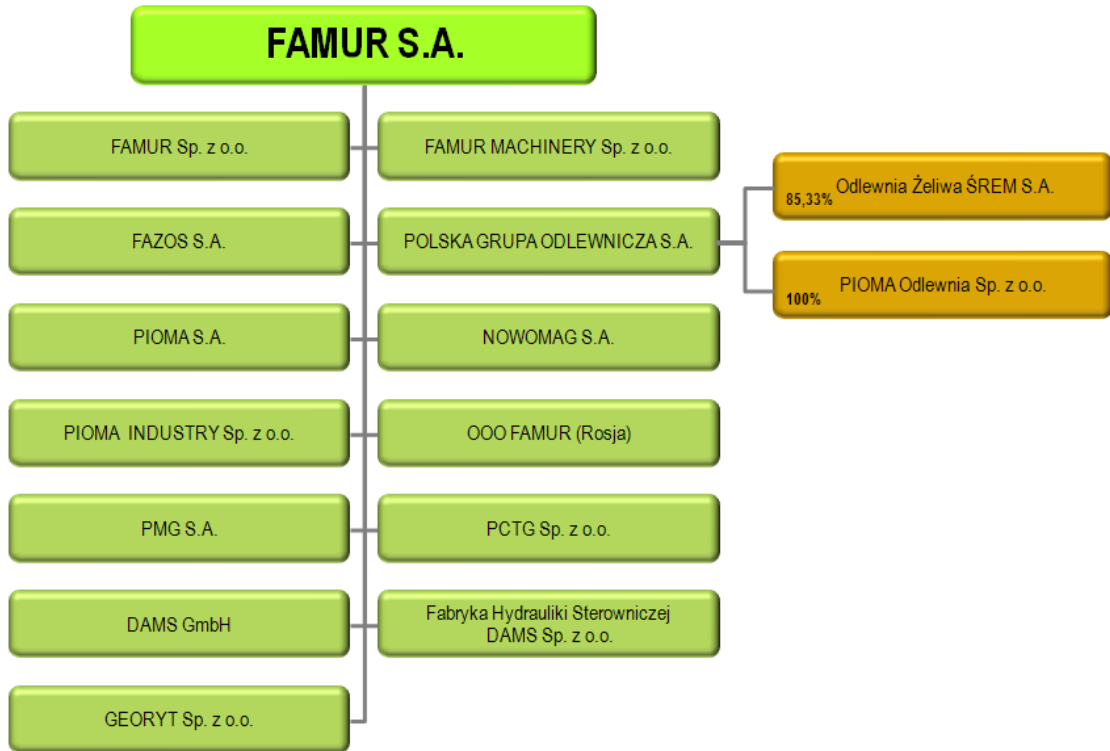 FAMUR S.A.
FAMUR Sp. z o.o.
FAMUR MACHINERY Sp. z o.o.
Odlewnia Żeliwa ŚREM S.A.
85,33%
FAZOS S.A.
POLSKA GRUPA ODLEWNICZA S.A.
PIOMA Odlewnia Sp. z o.o.
100%
PIOMA S.A.
NOWOMAG S.A.
PIOMA INDUSTRY Sp. z o.o.
OOO FAMUR (Rosja)
PMG S.A.
PCTG Sp. z o.o.
DAMS GmbH
Fabryka Hydrauliki Sterowniczej
DAMS Sp. z o.o.
GEORYT Sp. z o.o.